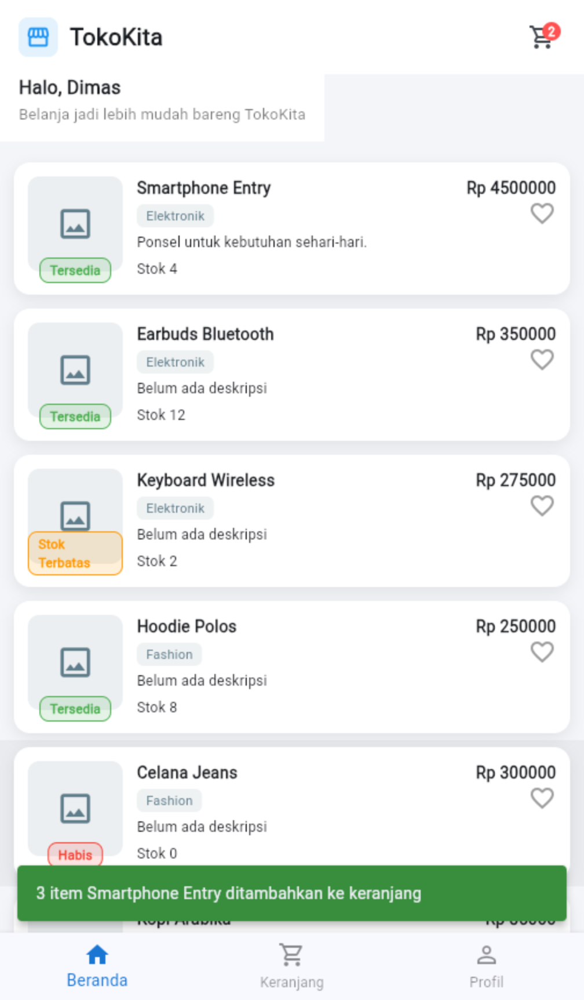 TokoKita
2
Halo, Dimas
Belanja jadi lebih mudah bareng TokoKita
Smartphone Entry
Rp 4500000
Elektronik
Ponsel untuk kebutuhan sehari-hari.
Tersedia
Stok 4
Earbuds Bluetooth
Rp 350000
Elektronik
Belum ada deskripsi
Tersedia
Stok 12
Keyboard Wireless
Rp 275000
Elektronik
Belum ada deskripsi
Stok
Terbatas
Stok 2
Hoodie Polos
Rp 250000
Fashion
Belum ada deskripsi
Tersedia
Stok 8
Celana Jeans
Rp 300000
Fashion
Belum ada deskripsi
Habis
Stok 0
3 item Smartphone Entry ditambahkan ke keranjang
Kopi Arabika
Rp
Beranda
Keranjang
Profil